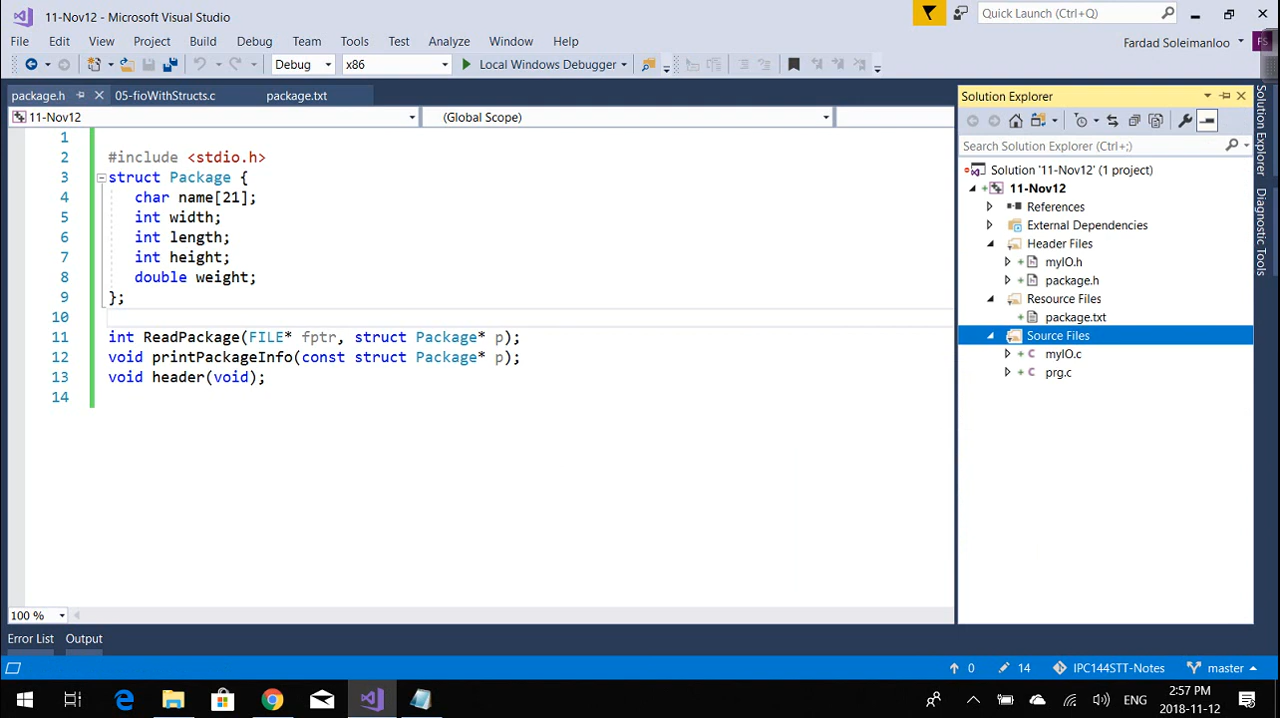 11-Nov12 - Microsoft Visual Studio
Quick Launch (Ctrl+Q)
File Edit View Project Build Debug Team Tools Test Analyze Window Help
Fardad Soleimanloo FS
Debug x86 Local Windows Debugger
package.h 05-fioWithStructs.c package.txt
11-Nov12 (Global Scope)
1
2 #include <stdio.h>
3 struct Package {
4 char name[21];
5 int width;
6 int length;
7 int height;
8 double weight;
9 };
10
11 int ReadPackage(FILE* fptr, struct Package* p);
12 void printPackageInfo(const struct Package* p);
13 void header(void);
14
100 %
Solution Explorer
Search Solution Explorer (Ctrl+;)
Solution '11-Nov12' (1 project)
11-Nov12
References
External Dependencies
Header Files
myIO.h
package.h
Resource Files
package.txt
Source Files
myIO.c
prg.c
Solution Explorer
Diagnostic Tools
Error List Output
0 14 IPC144STT-Notes master
ENG
2:57 PM
2018-11-12